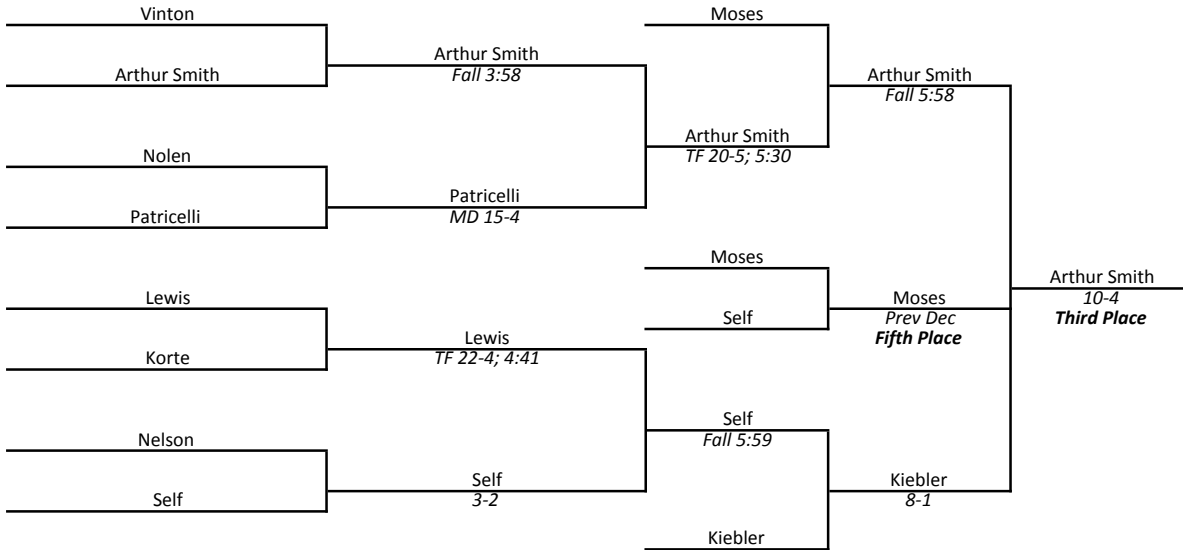 Vinton
Moses
Arthur Smith
Fall 3:58
Arthur Smith
Arthur Smith
Fall 5:58
Arthur Smith
TF 20-5; 5:30
Nolen
Patricelli
MD 15-4
Patricelli
Moses
Arthur Smith
10-4
Third Place
Lewis
Moses
Prev Dec
Fifth Place
Self
Lewis
TF 22-4; 4:41
Korte
Self
Fall 5:59
Nelson
Self
3-2
Kiebler
8-1
Self
Kiebler